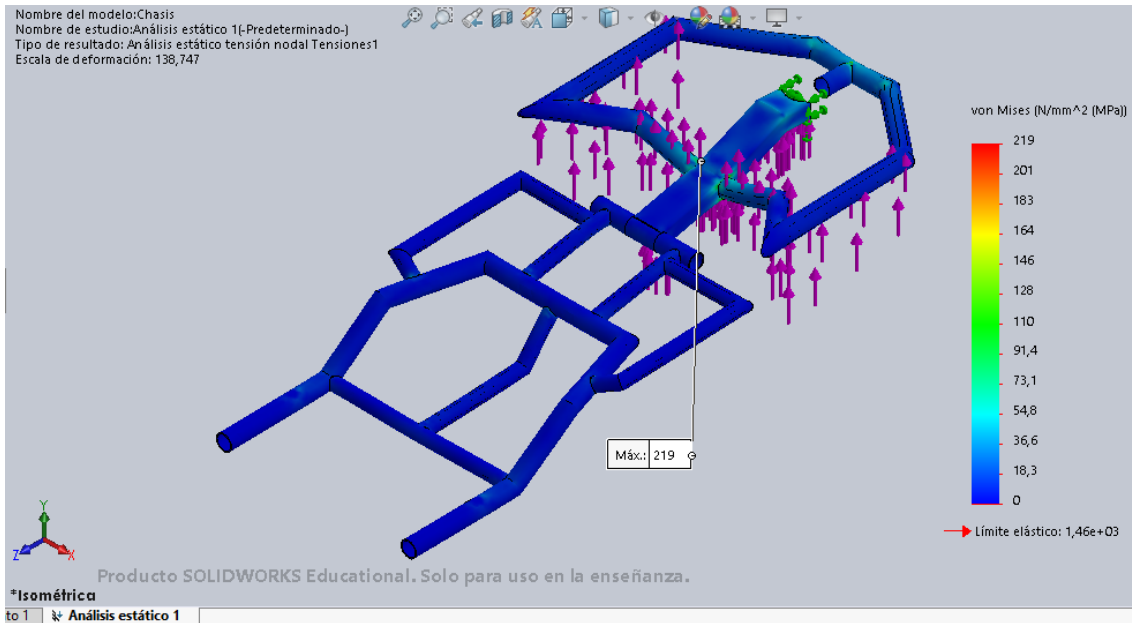 Nombre del modelo:Chasis
Nombre de estudio:Análisis estático 1(-Predeterminado-)
Tipo de resultado: Análisis estático tensión nodal Tensiones1
Escala de deformación: 138,747
von Mises (N/mm^2 (MPa))
219
201
183
164
146
128
110
91,4
73,1
54,8
36,6
18,3
0
Límite elástico: 1,46e+03
Máx.: 219
Y
Z
X
Producto SOLIDWORKS Educational. Solo para uso en la enseñanza.
*Isométrica
to 1
Análisis estático 1